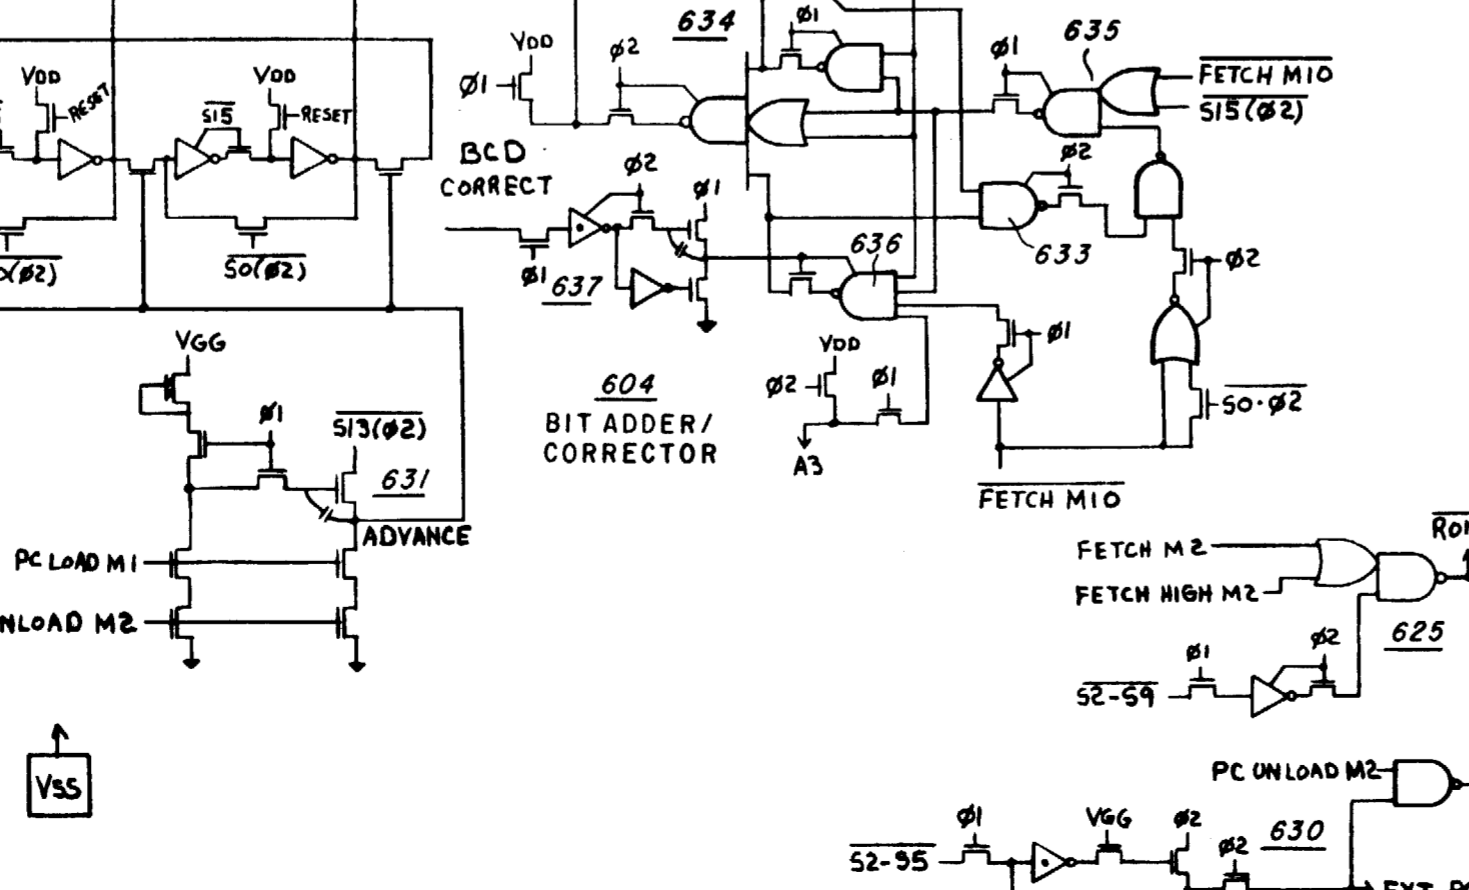 634
Ø1
VDD
Ø2
Ø1
635
Ø1
FETCH M10
S15(Ø2)
VDD
RESET
S15
VDD
RESET
BCD
CORRECT
Ø2
Ø1
Ø2
Ø1
637
636
633
Ø2
S0(Ø2)
VGG
Ø1
S13(Ø2)
631
ADVANCE
PC LOAD M1
604
BIT ADDER/
CORRECTOR
VDD
Ø2
Ø1
A3
Ø1
S0·Ø2
FETCH M10
FETCH M2
FETCH HIGH M2
625
Ø1
Ø2
S2-S9
VSS
PC UNLOAD M2
Ø1
VGG
Ø2
630
Ø2
S2-S5